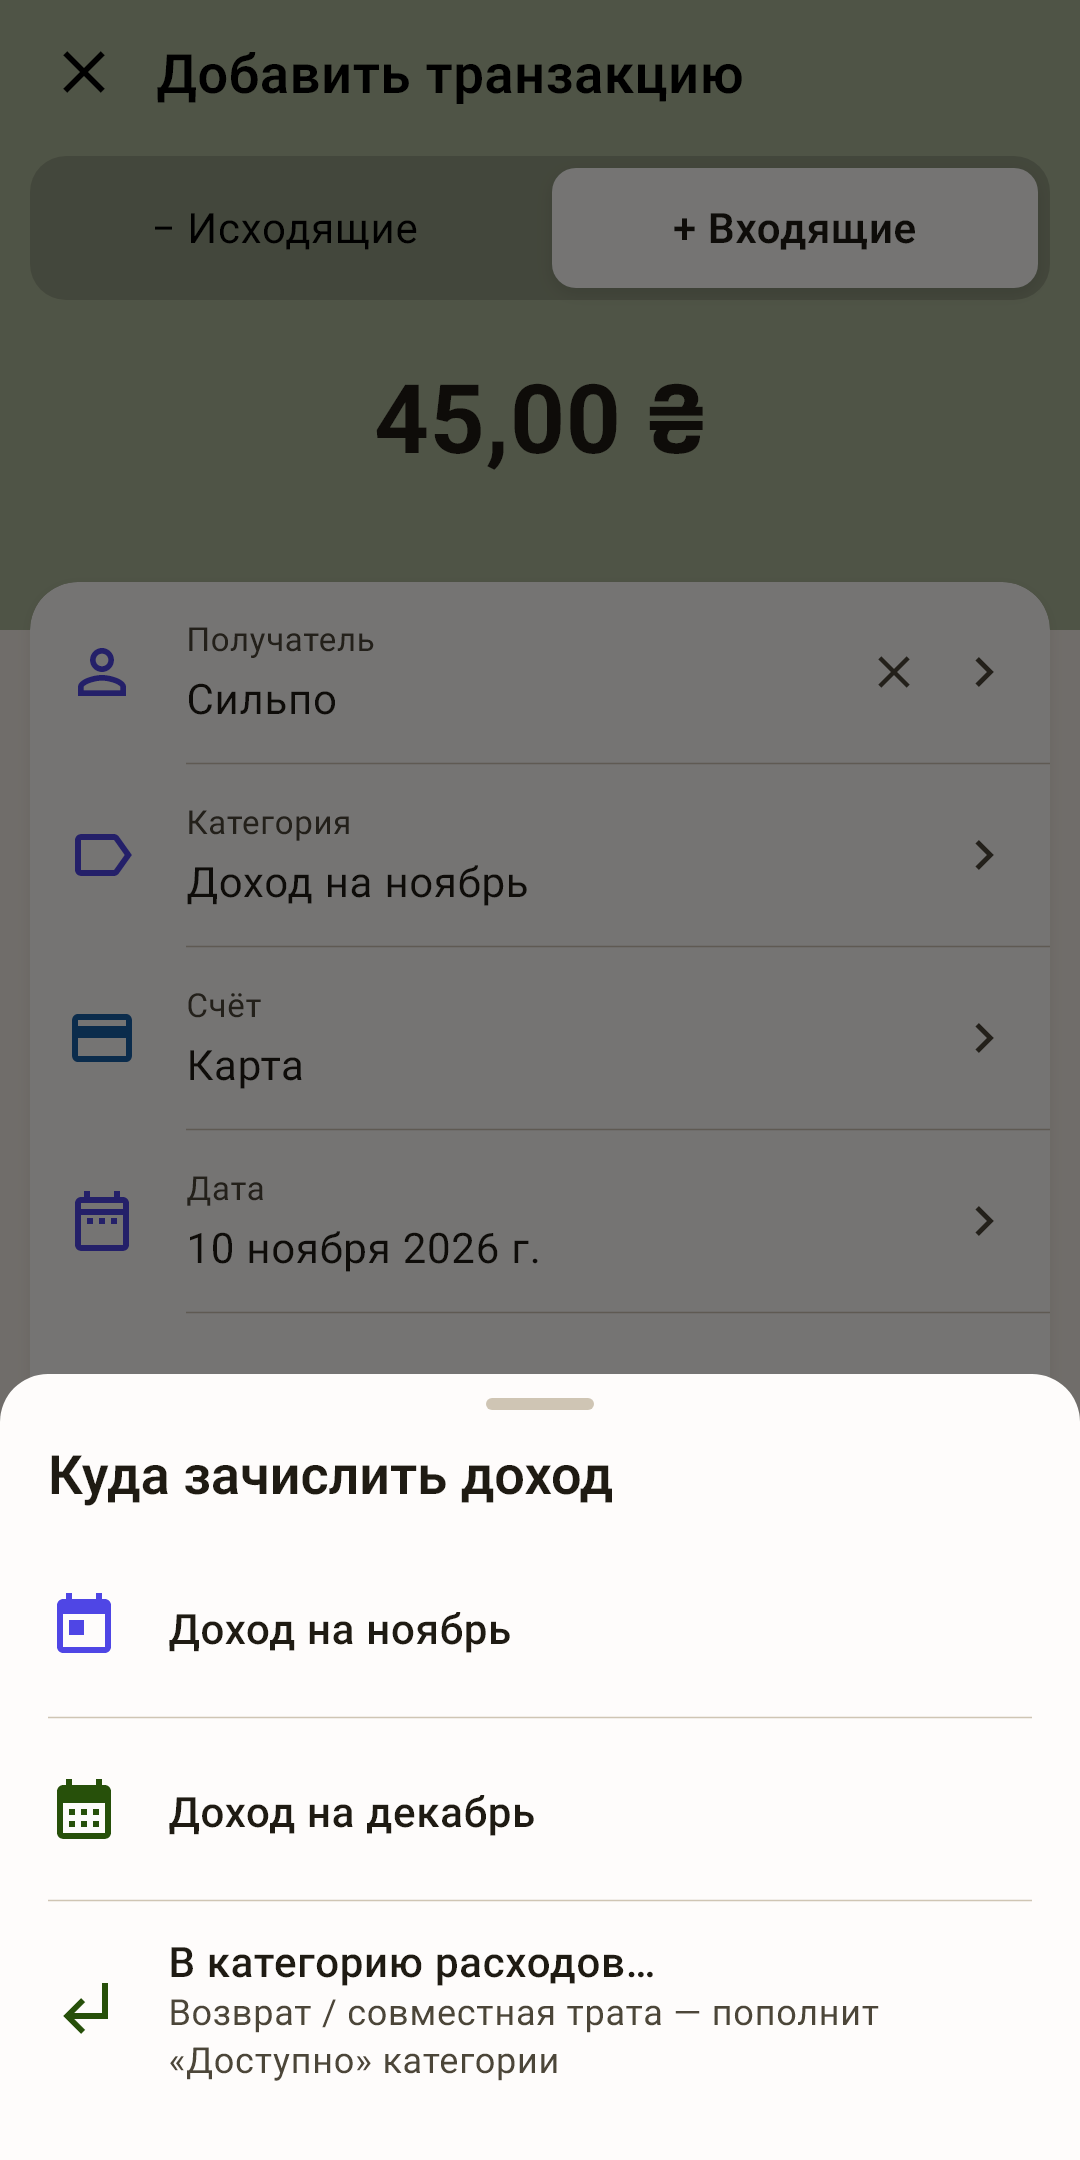 Добавить транзакцию
− Исходящие
+ Входящие
45,00 ₴
Получатель
Сильпо
Категория
Доход на ноябрь
Счёт
Карта
Дата
10 ноября 2026 г.
Куда зачислить доход
Доход на ноябрь
Доход на декабрь
В категорию расходов...
Возврат / совместная трата — пополнит
«Доступно» категории